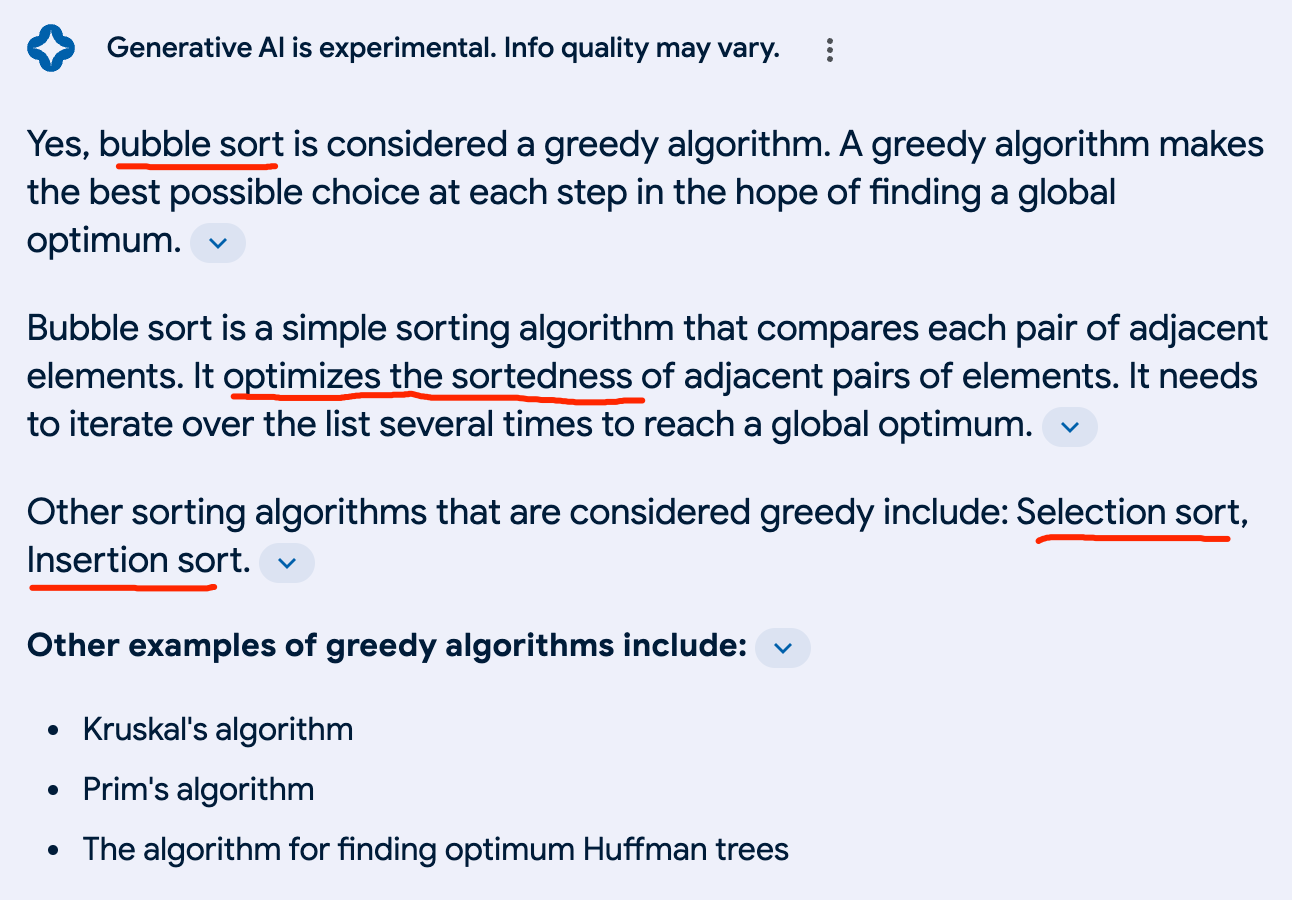 Generative AI is experimental. Info quality may vary.
Yes, bubble sort is considered a greedy algorithm. A greedy algorithm makes
the best possible choice at each step in the hope of finding a global
optimum.
Bubble sort is a simple sorting algorithm that compares each pair of adjacent
elements. It optimizes the sortedness of adjacent pairs of elements. It needs
to iterate over the list several times to reach a global optimum.
Other sorting algorithms that are considered greedy include: Selection sort,
Insertion sort.
Other examples of greedy algorithms include:
• Kruskal's algorithm
• Prim's algorithm
• The algorithm for finding optimum Huffman trees